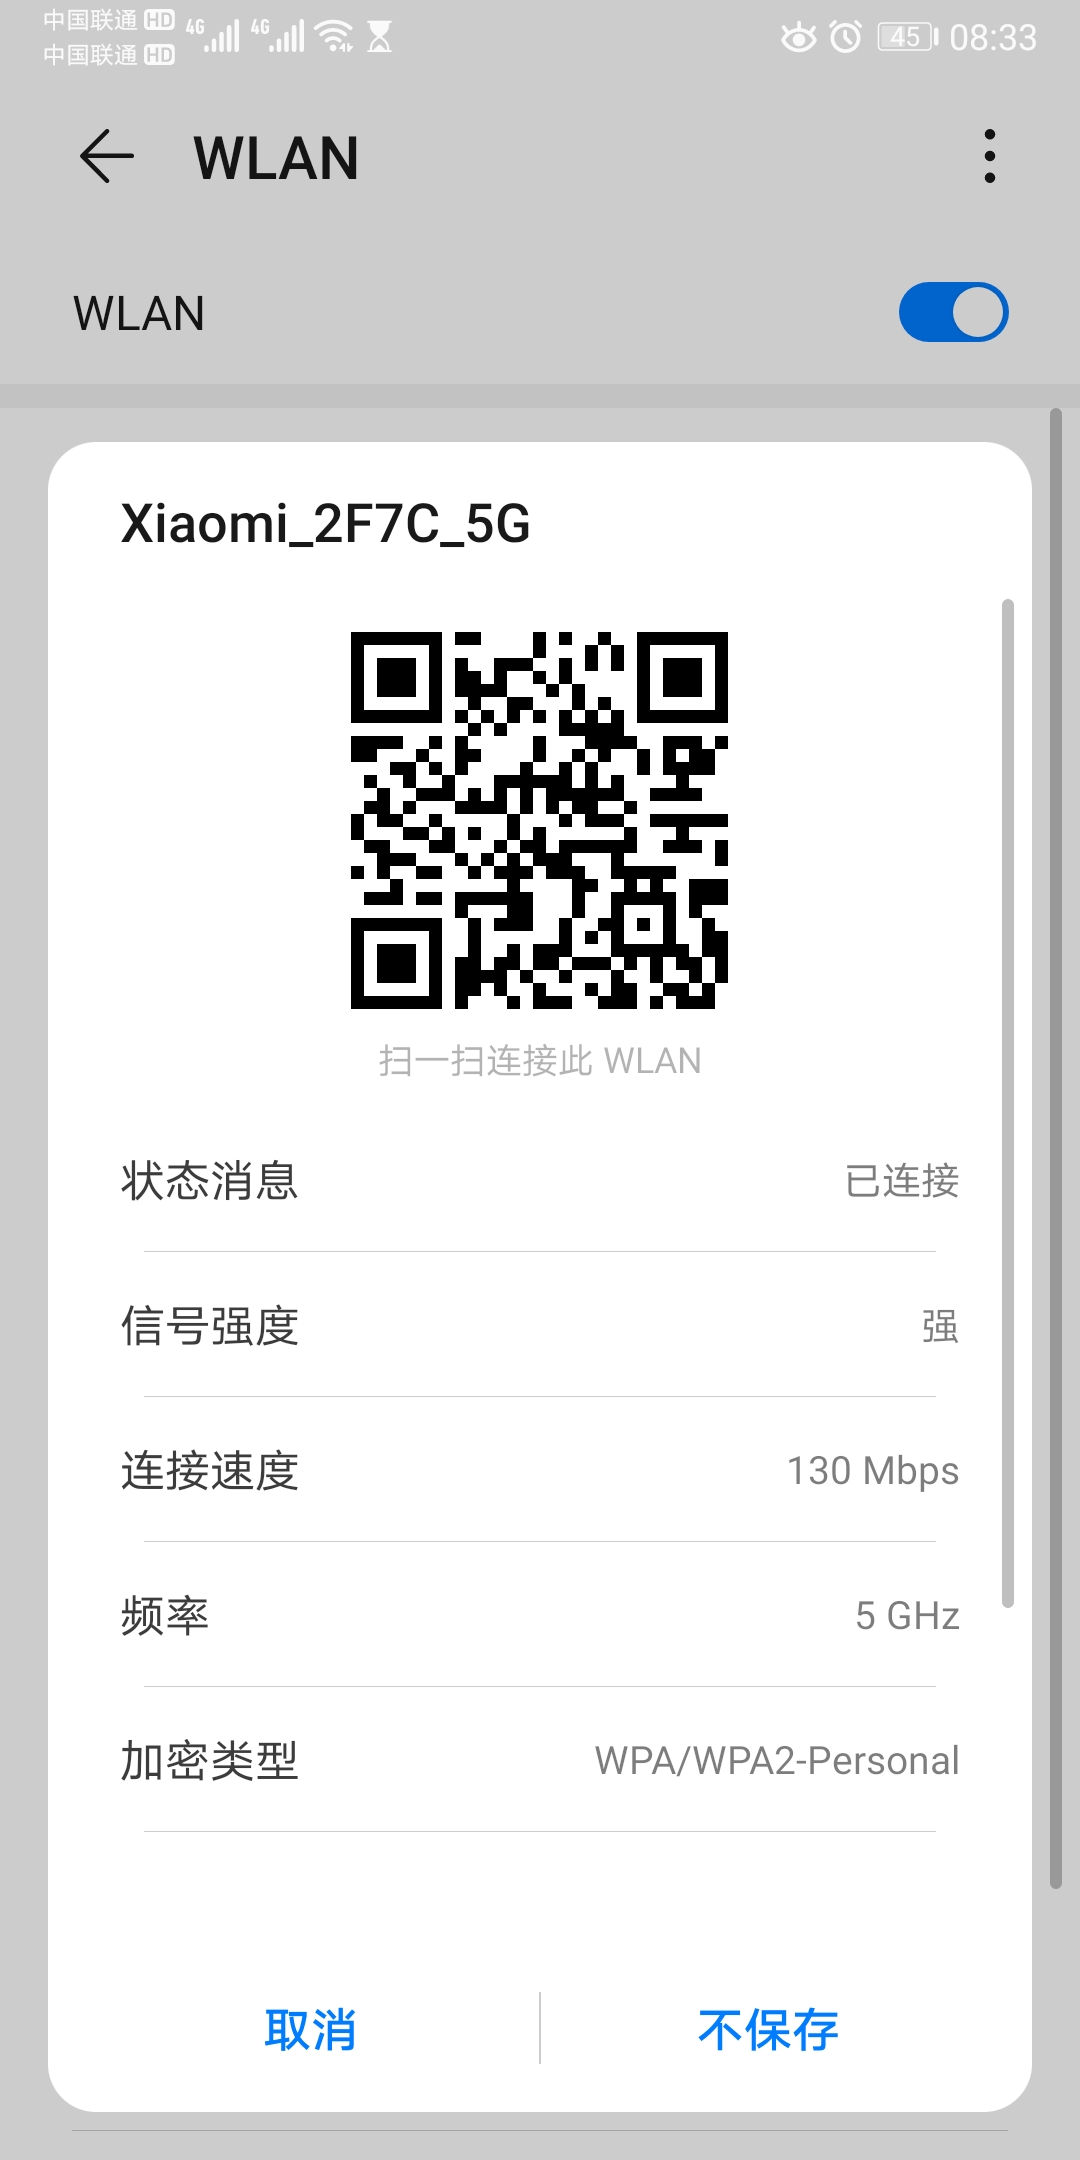 中国联通 HD 4G 4G 45 08:33
中国联通 HD
WLAN
WLAN
Xiaomi_2F7C_5G
扫一扫连接此 WLAN
状态消息 已连接
信号强度 强
连接速度 130 Mbps
频率 5 GHz
加密类型 WPA/WPA2-Personal
取消 不保存